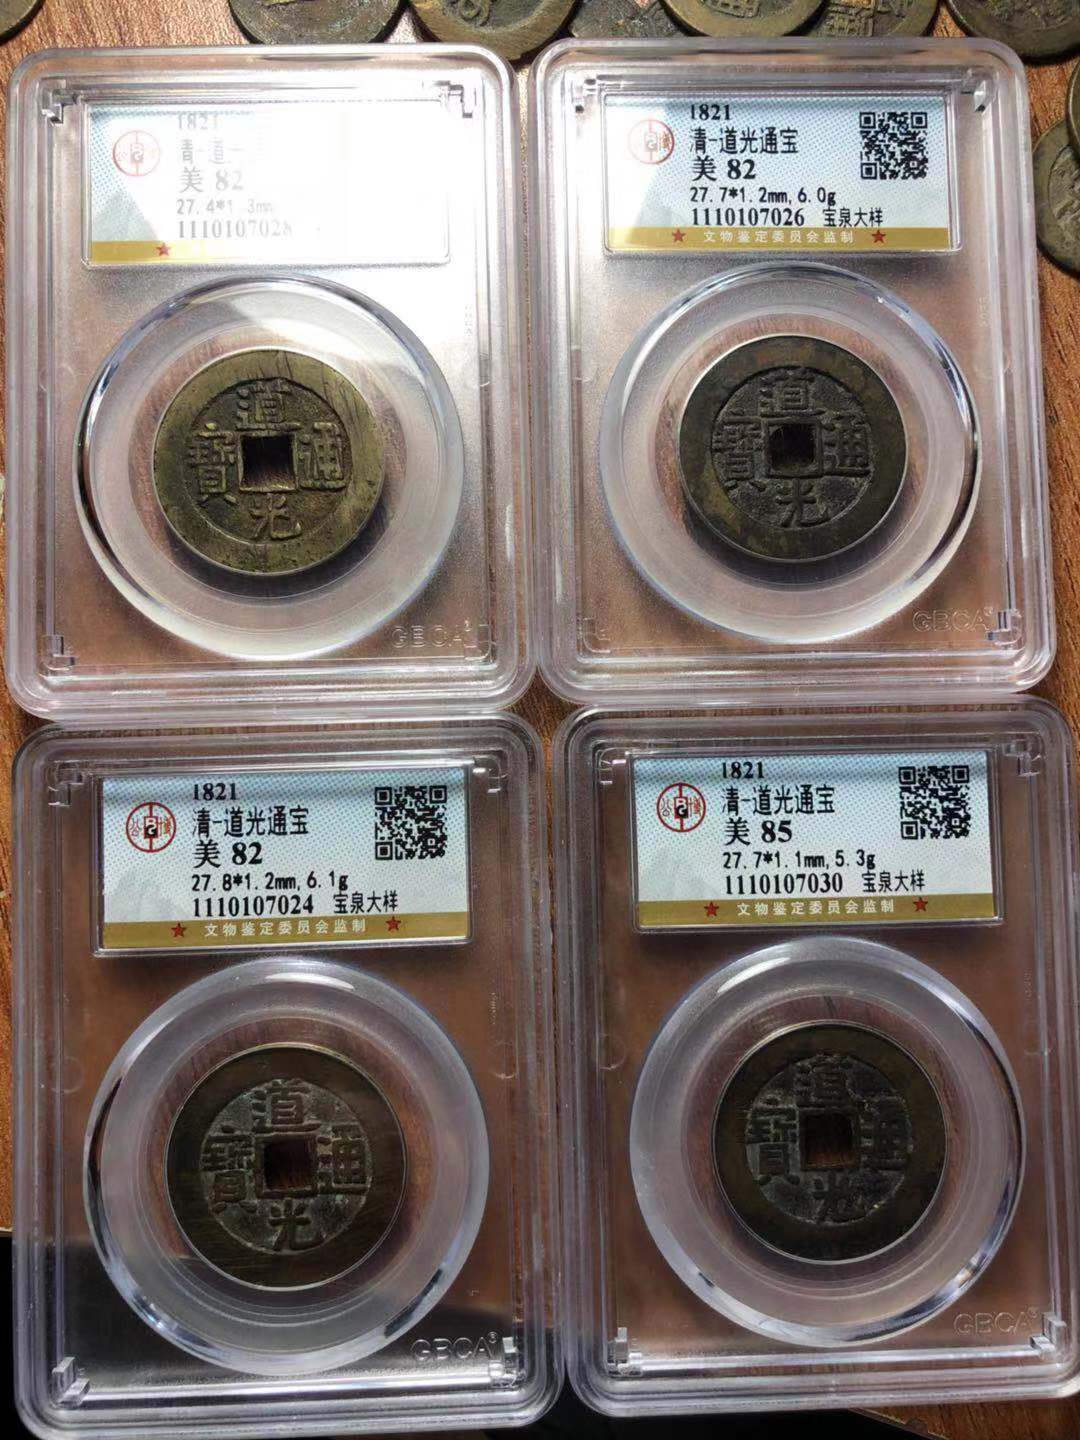 1821
清-道
美 82
27.4*1.3mm
1110107028
道光通寶
GBCA
1821
清-道光通宝
美 82
27.7*1.2mm,6.0g
1110107026 宝泉大样
文物鉴定委员会监制
道光通寶
GBCA
1821
清-道光通宝
美 82
27.8*1.2mm,6.1g
1110107024 宝泉大样
文物鉴定委员会监制
道光通寶
GBCA®
1821
清-道光通宝
美 85
27.7*1.1mm,5.3g
1110107030 宝泉大样
文物鉴定委员会监制
道光通寶
GBCA